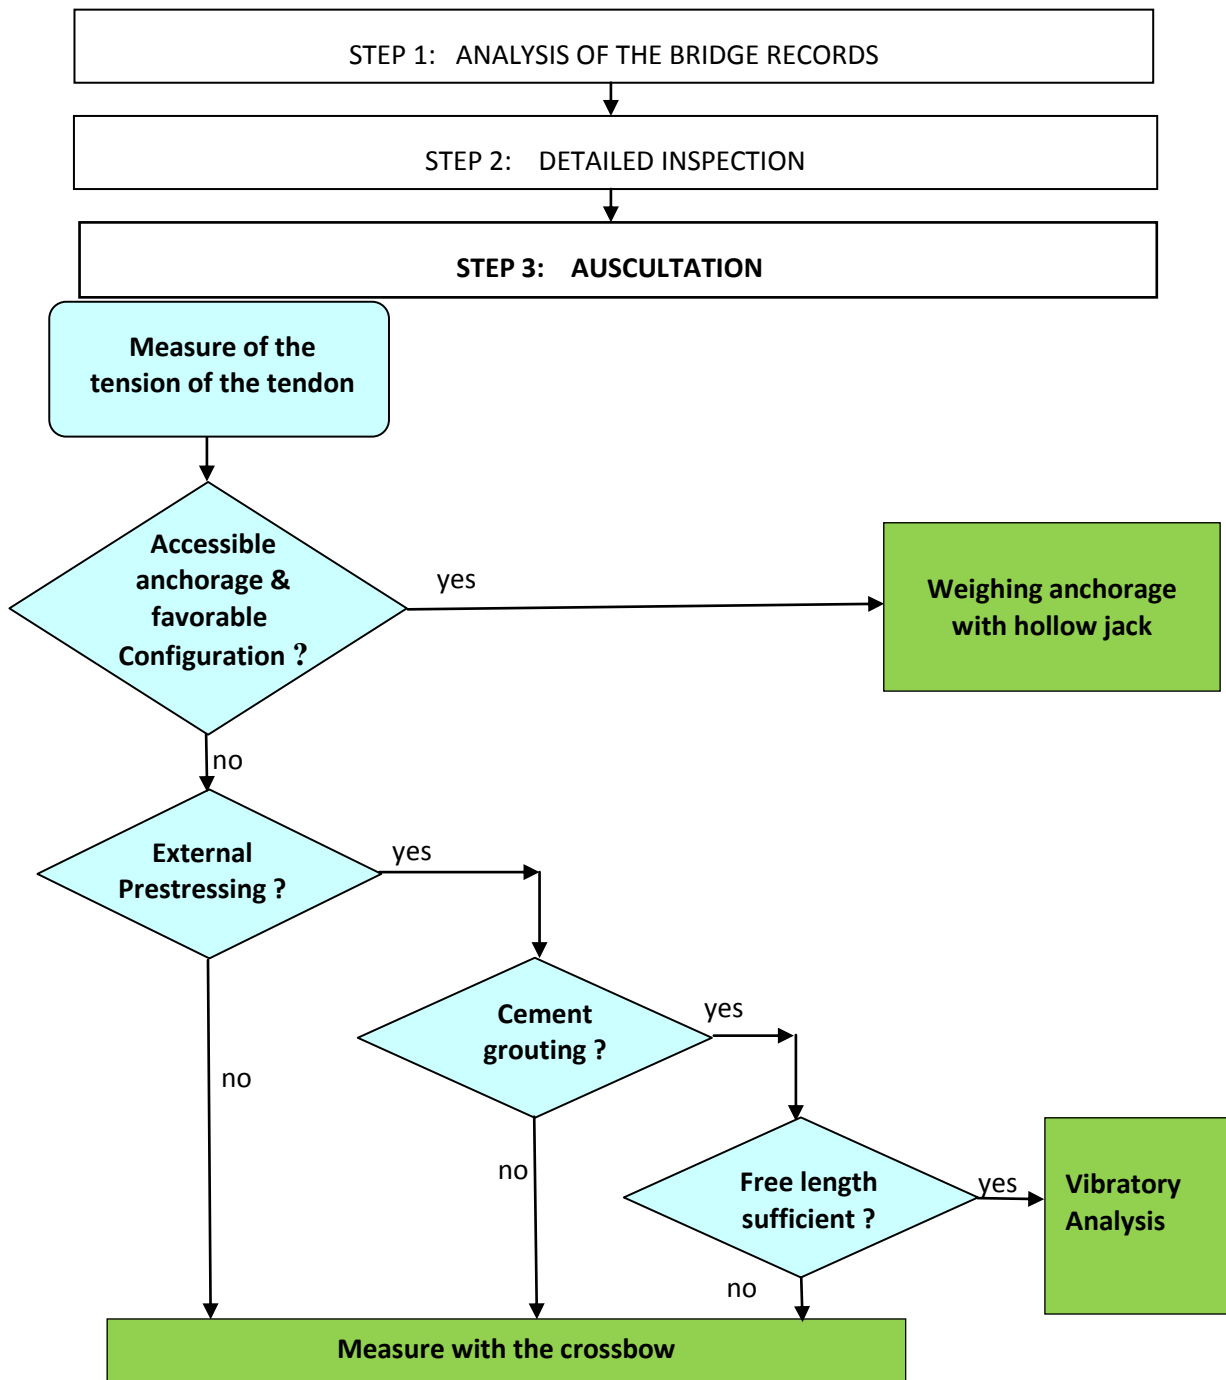 STEP 1: ANALYSIS OF THE BRIDGE RECORDS
STEP 2: DETAILED INSPECTION
STEP 3: AUSCULTATION
Measure of the
tension of the tendon
Accessible
anchorage &
favorable
Configuration ?
yes
Weighing anchorage
with hollow jack
no
External
Prestressing ?
yes
Cement
grouting ?
yes
no
no
Free length
sufficient ?
yes
Vibratory
Analysis
no
Measure with the crossbow